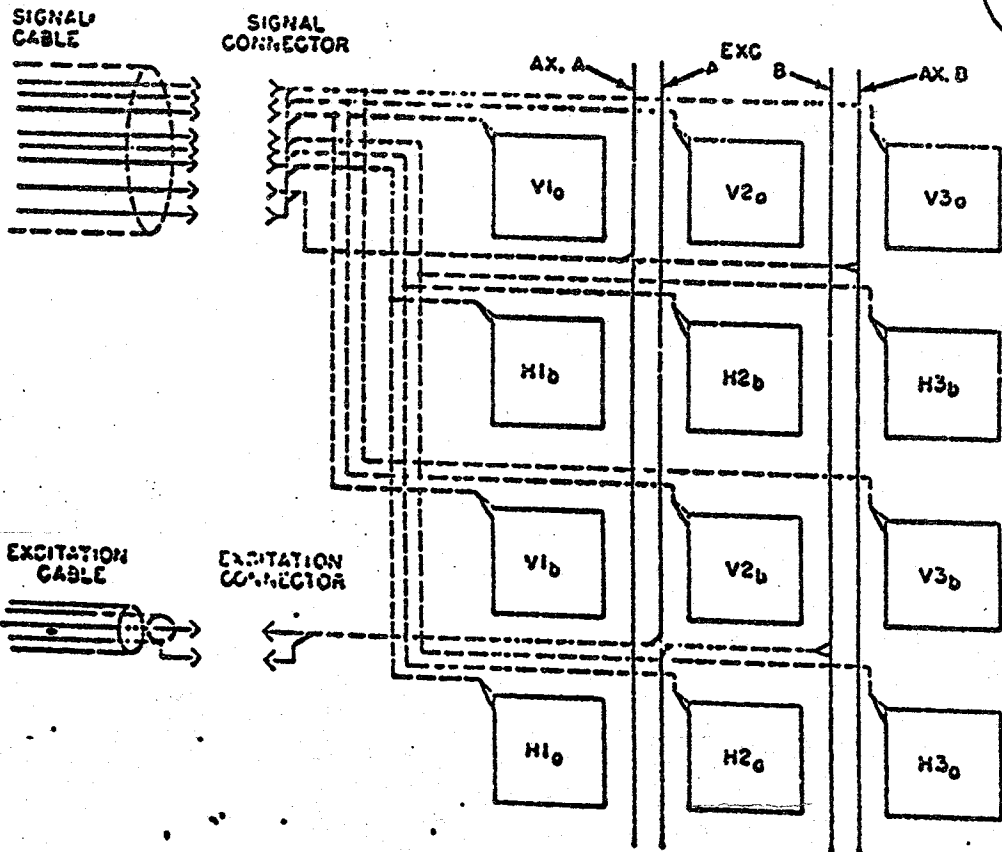 SIGNAL
CABLE
SIGNAL
CONNECTOR
AX. A
A
EXC
B
AX. B
V1a
V2a
V3a
H1b
H2b
H3b
V1b
V2b
V3b
EXCITATION
CABLE
EXCITATION
CONNECTOR
H1a
H2a
H3a